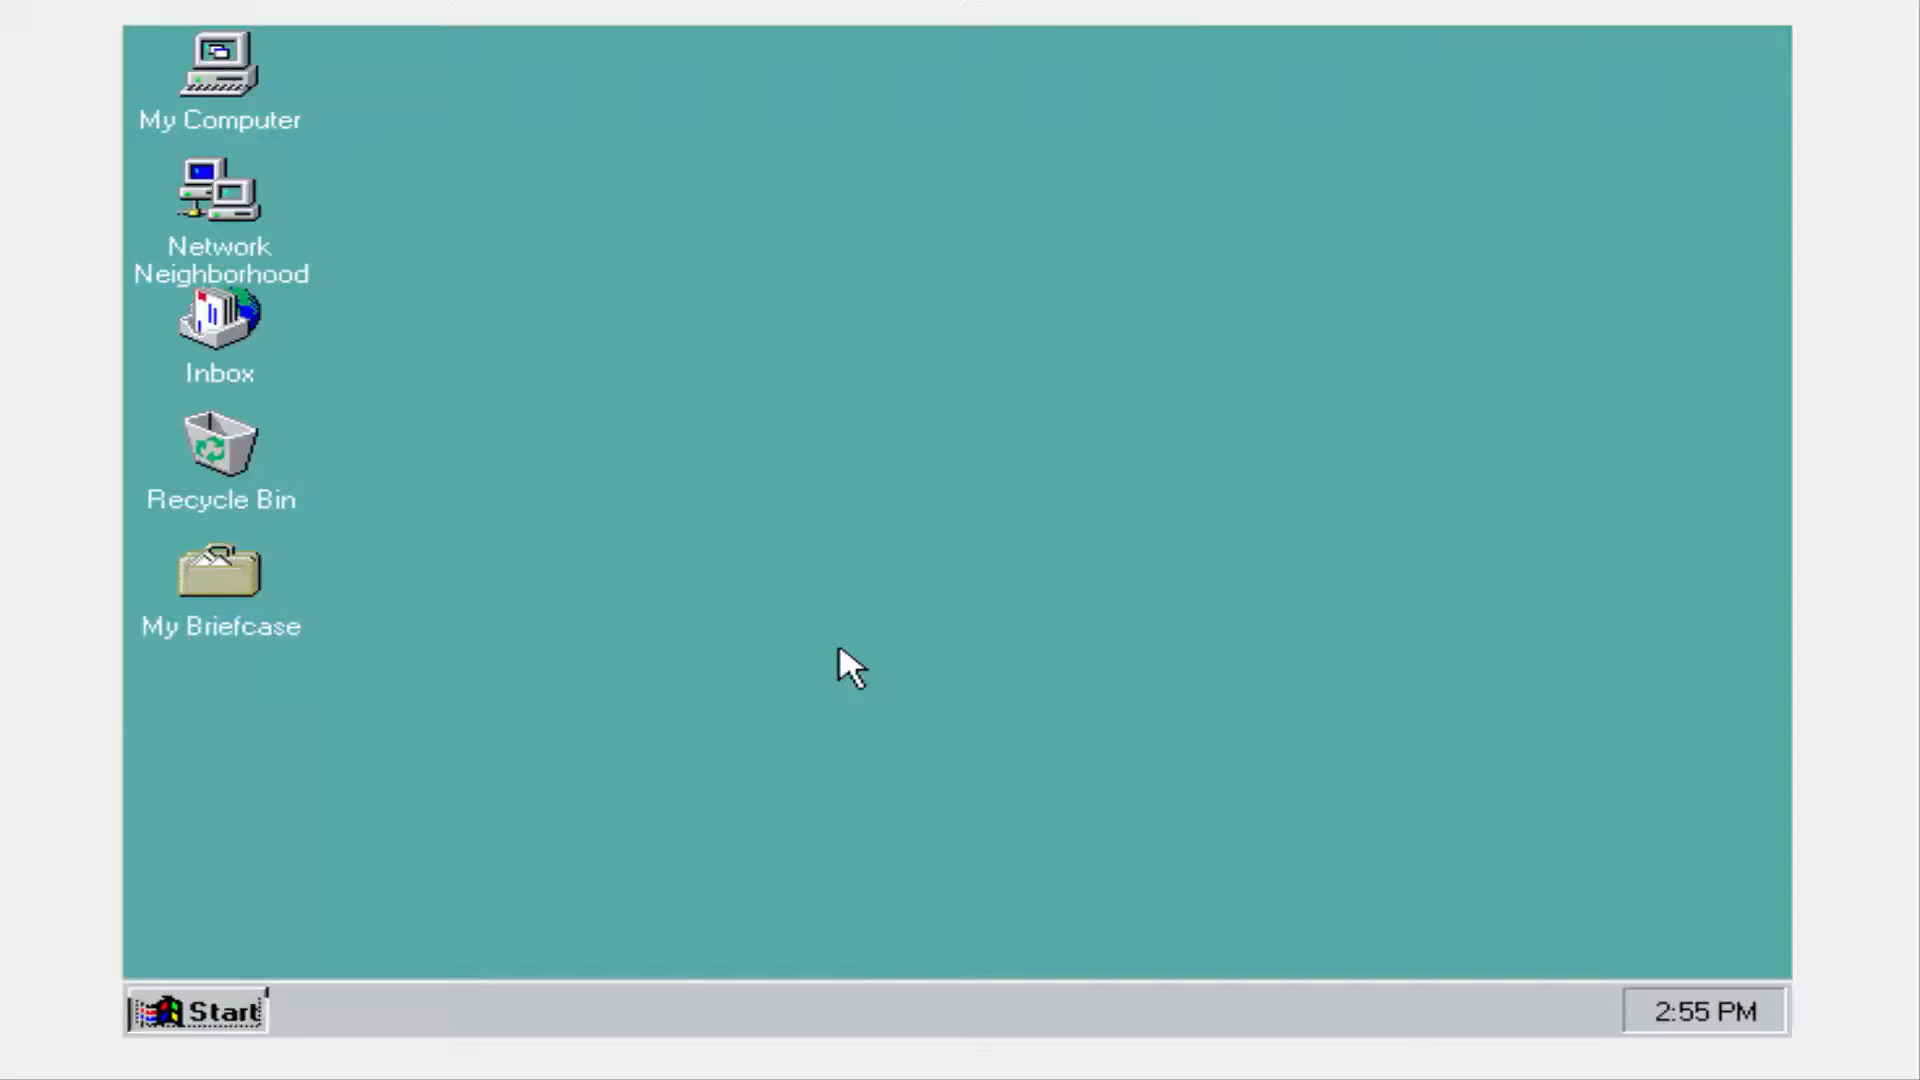 My Computer
Network
Neighborhood
Inbox
Recycle Bin
My Briefcase
Start
2:55 PM